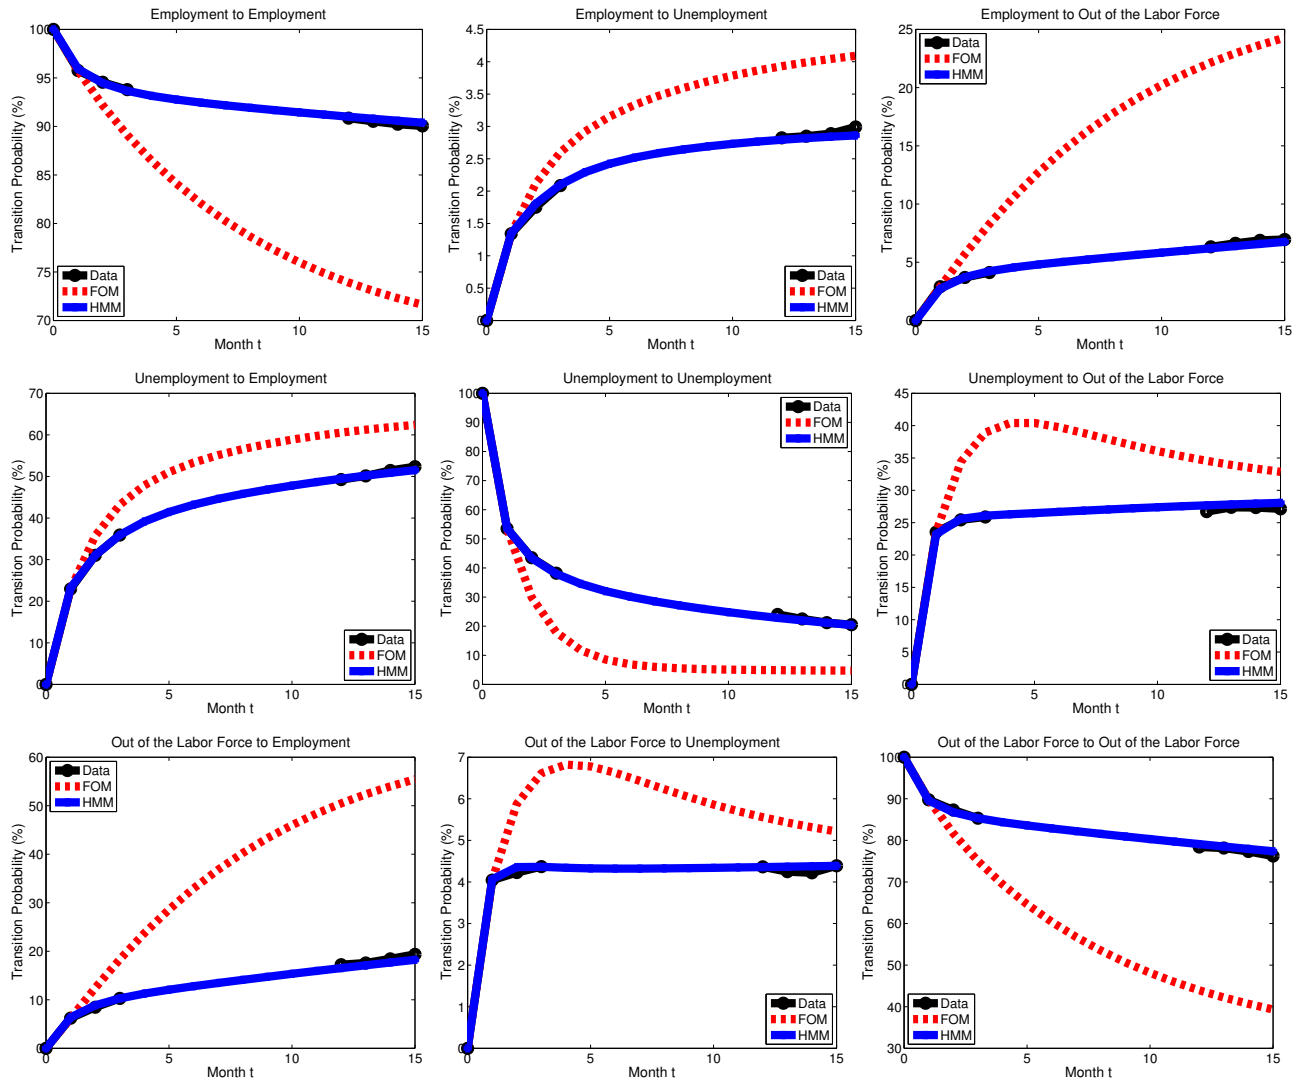 Employment to Employment
Transition Probability (%)
100
95
90
85
80
75
70
0
5
10
15
Month t
Data
FOM
HMM
Employment to Unemployment
Transition Probability (%)
4.5
4
3.5
3
2.5
2
1.5
1
0.5
0
0
5
10
15
Month t
Data
FOM
HMM
Employment to Out of the Labor Force
Transition Probability (%)
25
20
15
10
5
0
0
5
10
15
Month t
Data
FOM
HMM
Unemployment to Employment
Transition Probability (%)
70
60
50
40
30
20
10
0
0
5
10
15
Month t
Data
FOM
HMM
Unemployment to Unemployment
Transition Probability (%)
100
90
80
70
60
50
40
30
20
10
0
0
5
10
15
Month t
Data
FOM
HMM
Unemployment to Out of the Labor Force
Transition Probability (%)
45
40
35
30
25
20
15
10
5
0
0
5
10
15
Month t
Data
FOM
HMM
Out of the Labor Force to Employment
Transition Probability (%)
60
50
40
30
20
10
0
0
5
10
15
Month t
Data
FOM
HMM
Out of the Labor Force to Unemployment
Transition Probability (%)
7
6
5
4
3
2
1
0
0
5
10
15
Month t
Data
FOM
HMM
Out of the Labor Force to Out of the Labor Force
Transition Probability (%)
100
90
80
70
60
50
40
30
0
5
10
15
Month t
Data
FOM
HMM